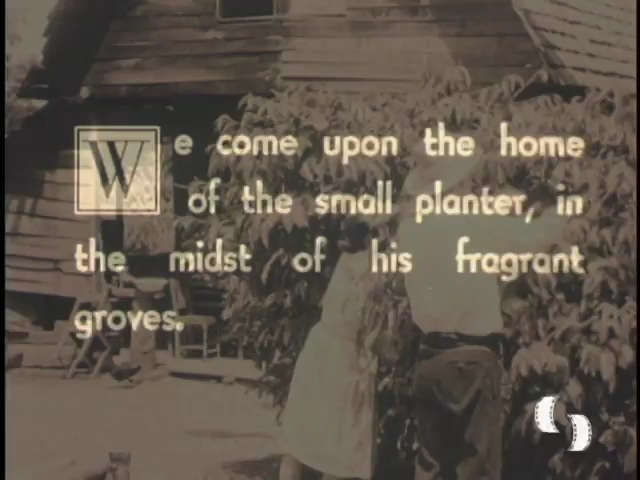 We come upon the home
of the small planter, in
the midst of his fragrant
groves.